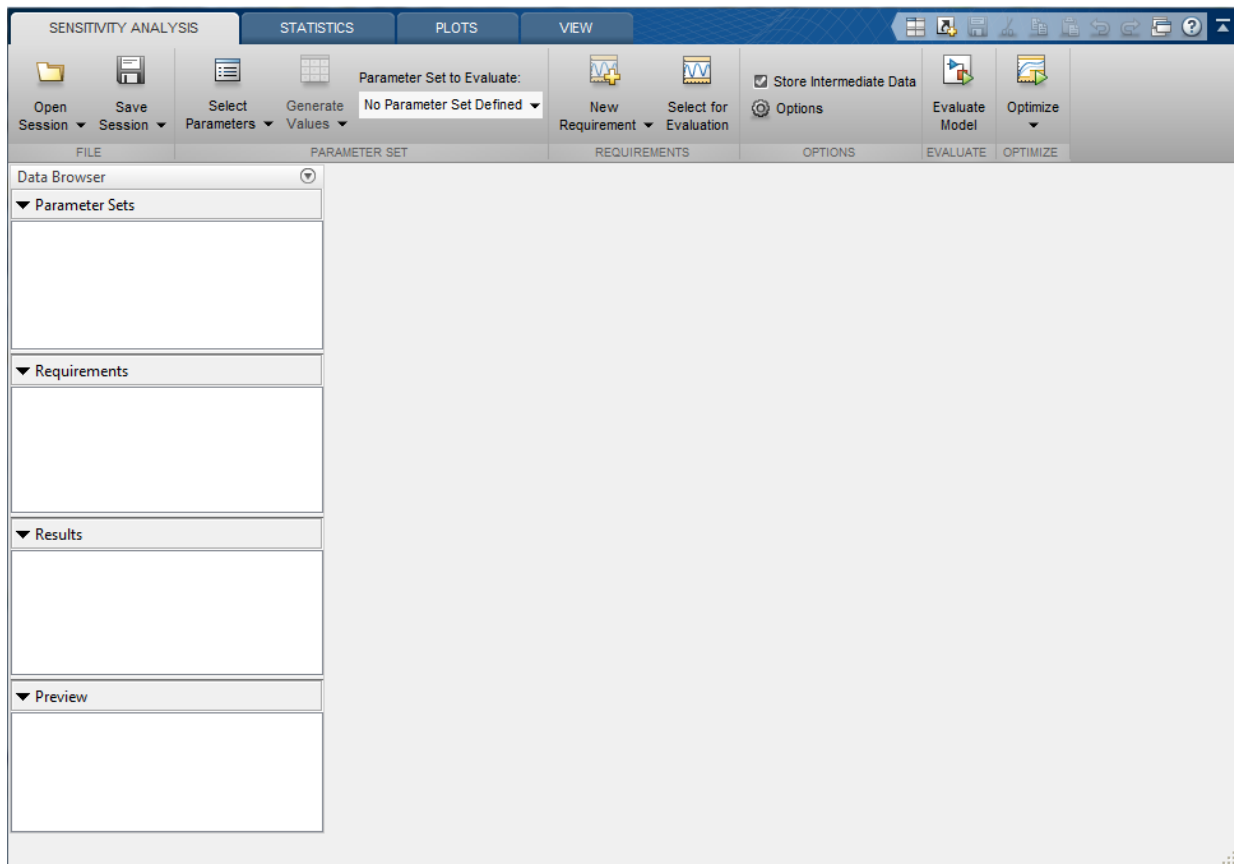 SENSITIVITY ANALYSIS
STATISTICS
PLOTS
VIEW
Open
Session
Save
Session
Select
Parameters
Generate
Values
Parameter Set to Evaluate:
No Parameter Set Defined
New
Requirement
Select for
Evaluation
Store Intermediate Data
Options
Evaluate
Model
Optimize
FILE
PARAMETER SET
REQUIREMENTS
OPTIONS
EVALUATE
OPTIMIZE
Data Browser
Parameter Sets
Requirements
Results
Preview